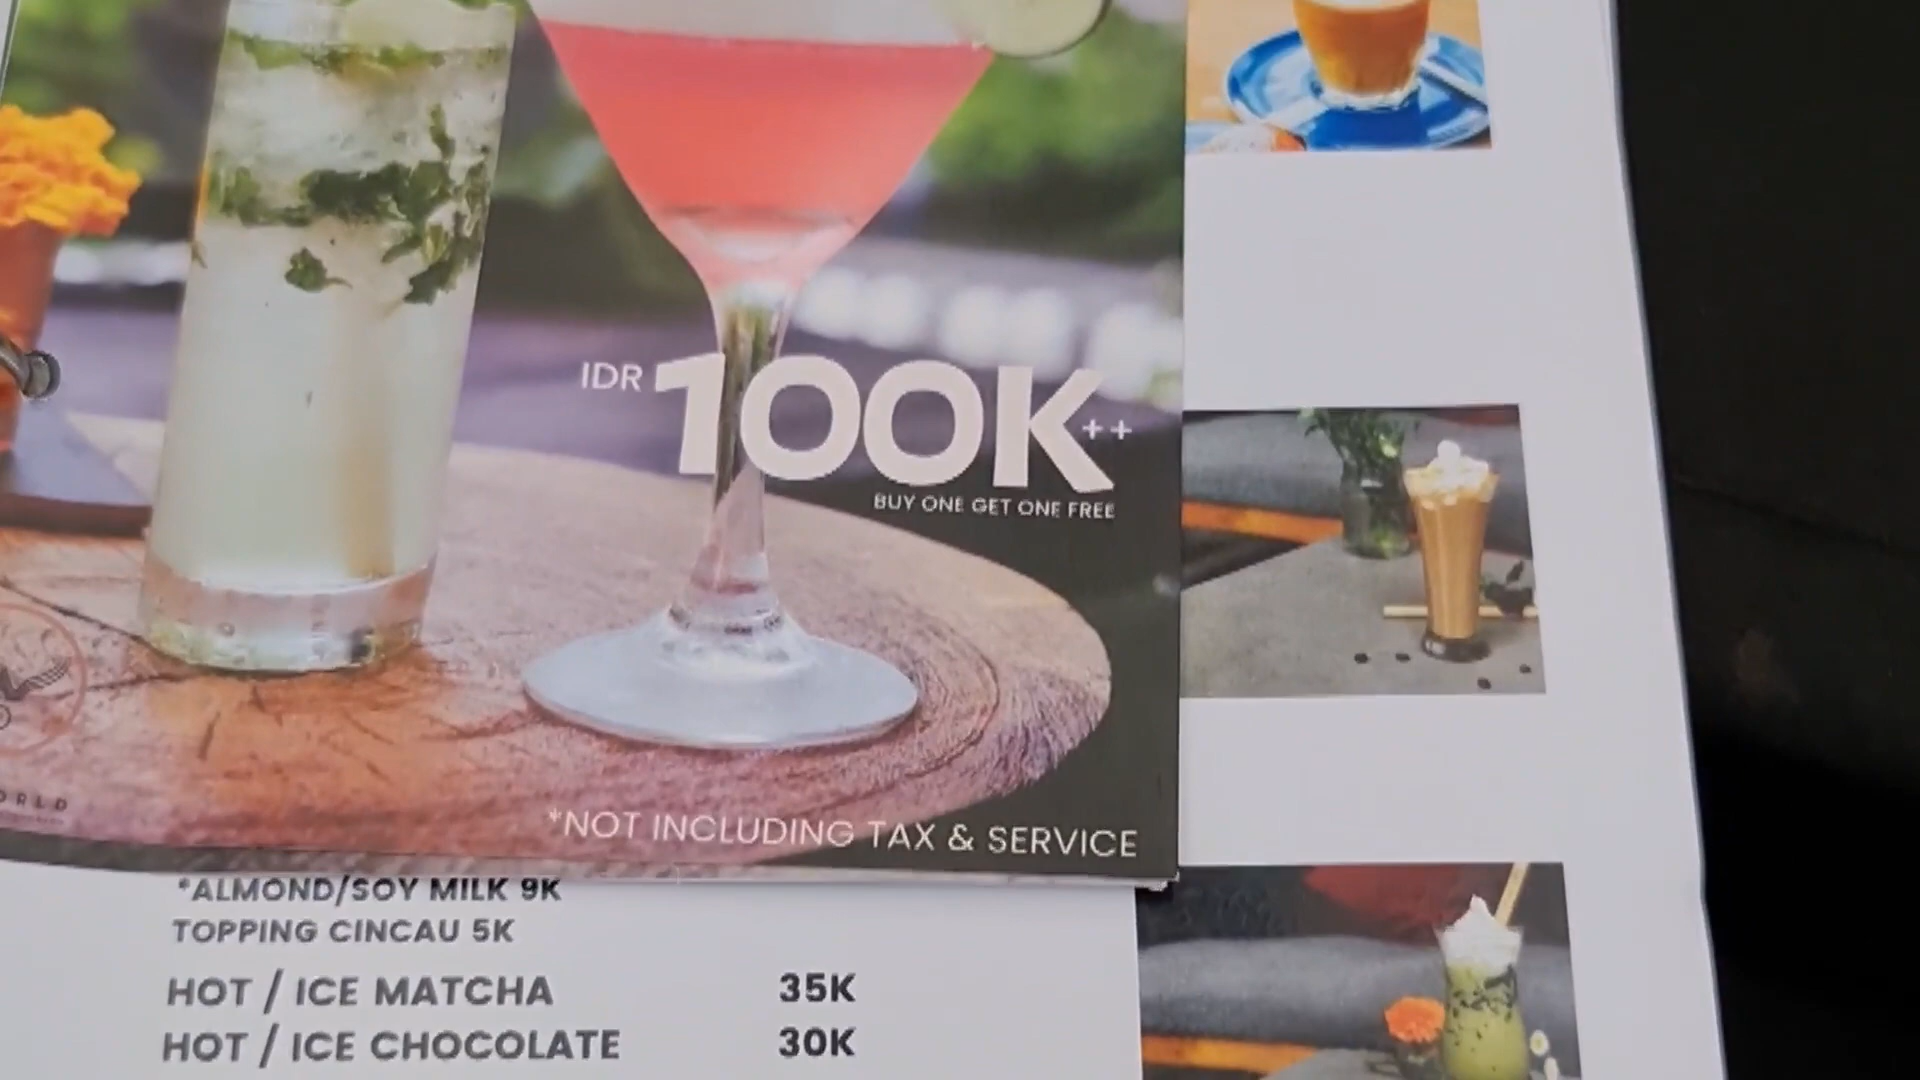 IDR 100K++
BUY ONE GET ONE FREE
*NOT INCLUDING TAX & SERVICE
*ALMOND/SOY MILK 9K
TOPPING CINCAU 5K
HOT / ICE MATCHA 35K
HOT / ICE CHOCOLATE 30K